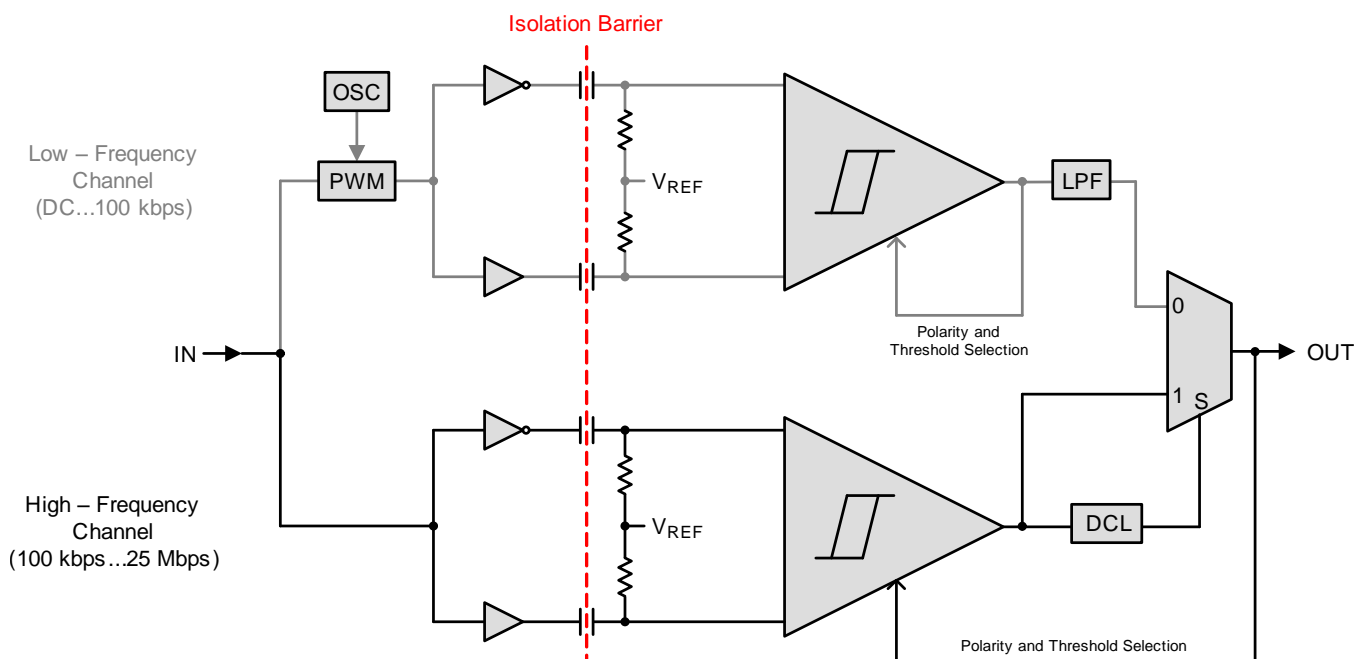 Isolation Barrier
OSC
Low – Frequency
Channel
(DC...100 kbps)
PWM
VREF
LPF
0
Polarity and
Threshold Selection
IN
OUT
1
S
High – Frequency
Channel
(100 kbps...25 Mbps)
VREF
DCL
Polarity and Threshold Selection